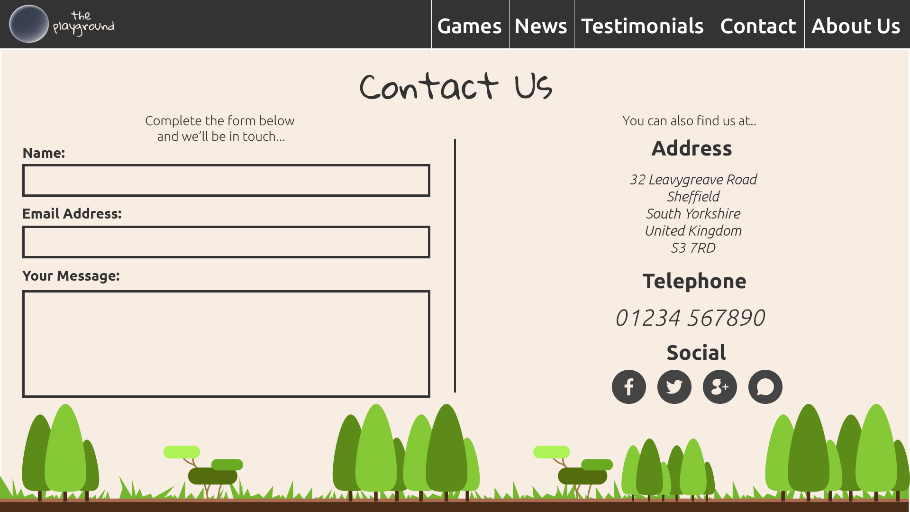 the
playground
Games
News
Testimonials
Contact
About Us
Contact Us
Complete the form below
and we'll be in touch...
Name:
Email Address:
Your Message:
You can also find us at..
Address
32 Leavygreave Road
Sheffield
South Yorkshire
United Kingdom
S3 7RD
Telephone
01234 567890
Social